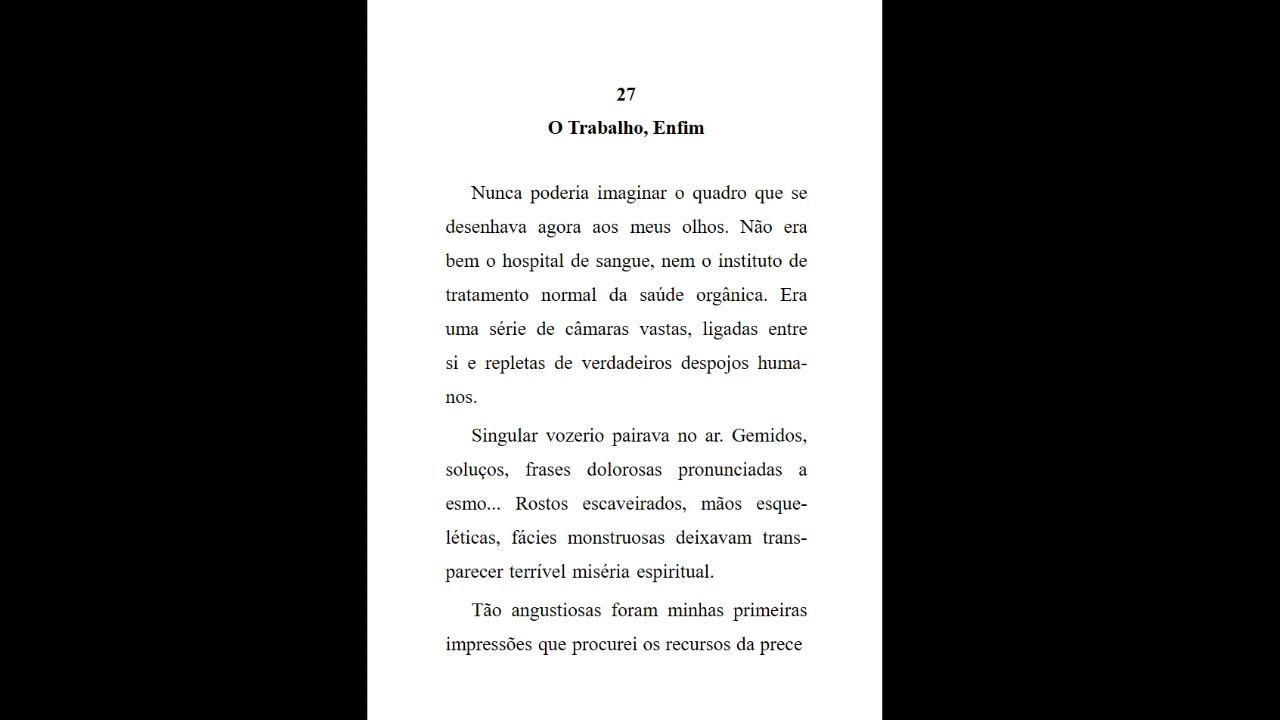 27
O Trabalho, Enfim
Nunca poderia imaginar o quadro que se
desenhava agora aos meus olhos. Não era
bem o hospital de sangue, nem o instituto de
tratamento normal da saúde orgânica. Era
uma série de câmaras vastas, ligadas entre
si e repletas de verdadeiros despojos huma-
nos.
Singular vozerio pairava no ar. Gemidos,
soluços, frases dolorosas pronunciadas a
esmo... Rostos escaveirados, mãos esque-
léticas, fácies monstruosas deixavam trans-
parecer terrível miséria espiritual.
Tão angustiosas foram minhas primeiras
impressões que procurei os recursos da prece